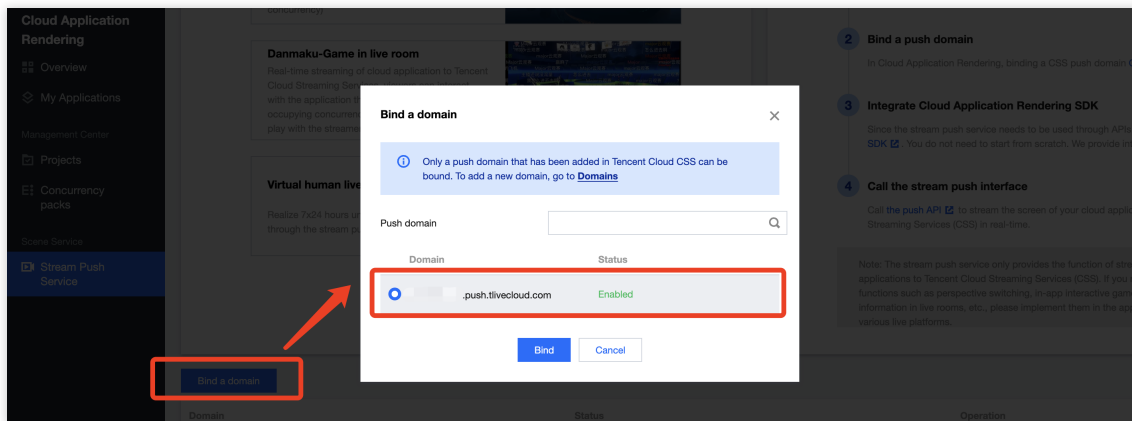 Cloud Application
Rendering
Overview
My Applications
Management Center
Projects
Concurrency
packs
Scene Service
Stream Push
Service
concurrency)
Danmaku-Game in live room
Real-time streaming of cloud application to Tencent
Cloud Streaming
with the application
occupying
play with the
Virtual human live
Realize 7x24 hours
through the stream
Bind a domain
Domain
Status
Operation
Bind a domain
Only a push domain that has been added in Tencent Cloud CSS can be
bound. To add a new domain, go to Domains
Push domain
Domain
Status
.push.tlivecloud.com
Enabled
Bind
Cancel
2
Bind a push domain
In Cloud Application Rendering, binding a CSS push domain
3
Integrate Cloud Application Rendering SDK
Since the stream push service needs to be used through APIs
SDK . You do not need to start from scratch. We provide
4
Call the stream push interface
Call the push API to stream the screen of your cloud
Streaming Services (CSS) in real-time.
Note: The stream push service only provides the function of
applications to Tencent Cloud Streaming Services (CSS). If you
functions such as perspective switching, in-app interactive
information in live rooms, etc., please implement them in the
various live platforms.